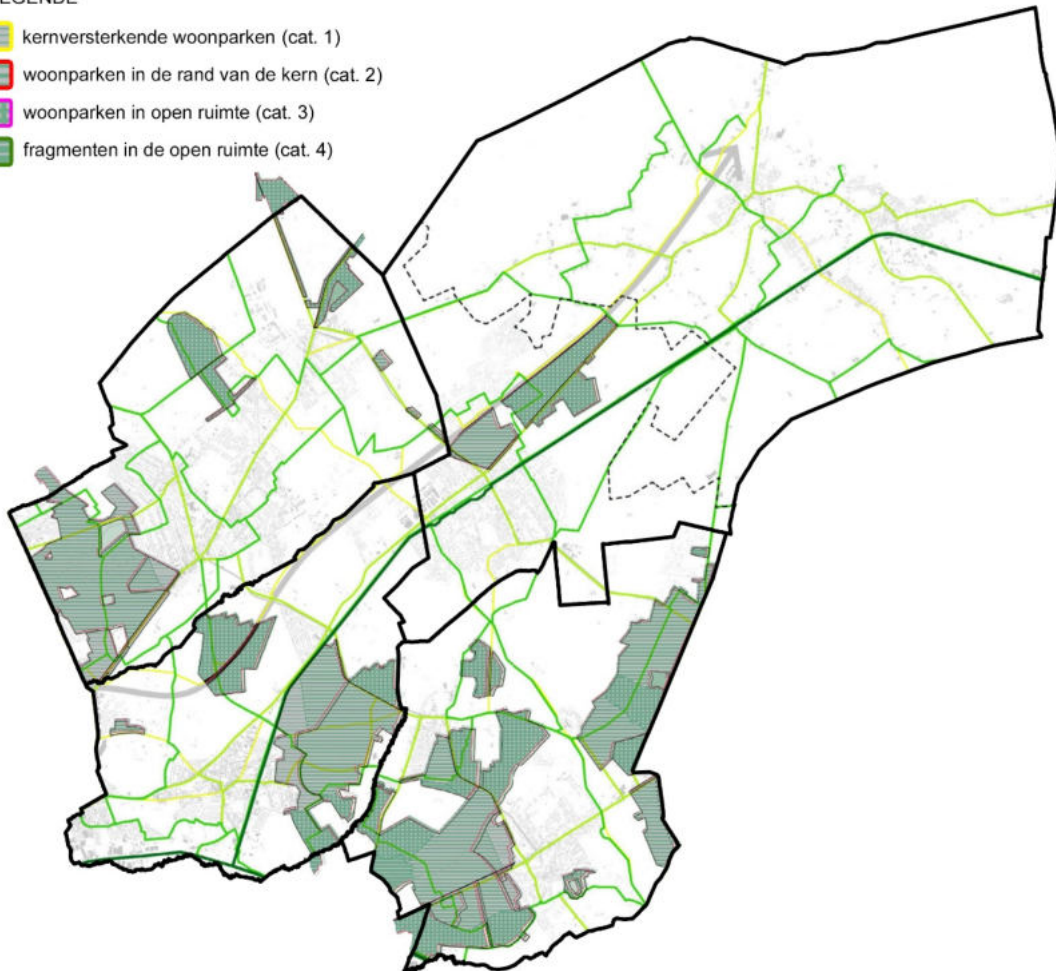 LEGENDE
kernversterkende woonparken (cat. 1)
woonparken in de rand van de kern (cat. 2)
woonparken in open ruimte (cat. 3)
fragmenten in de open ruimte (cat. 4)